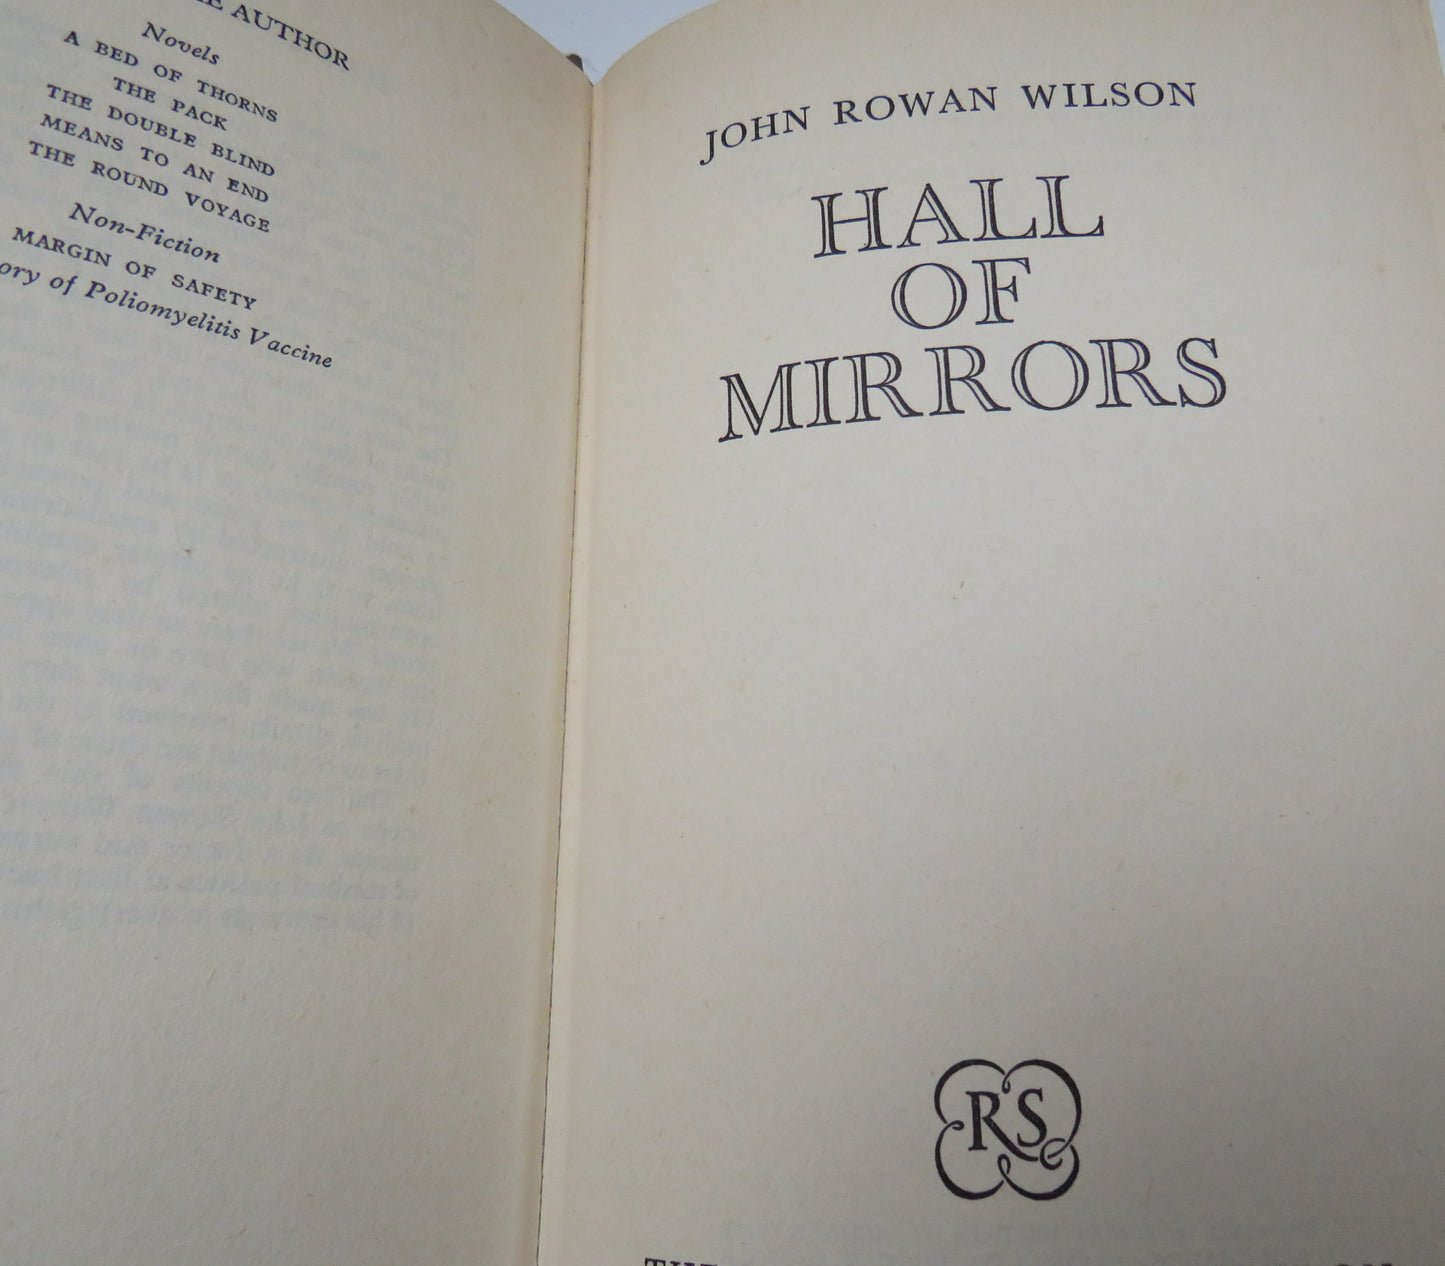 AUTHOR
Novels
A BED OF THORNS
THE PACK
THE DOUBLE BLIND
MEANS TO AN END
THE ROUND VOYAGE
Non-Fiction
MARGIN OF SAFETY
ory of Poliomyelitis Vaccine
JOHN ROWAN WILSON
HALL
OF
MIRRORS
RS